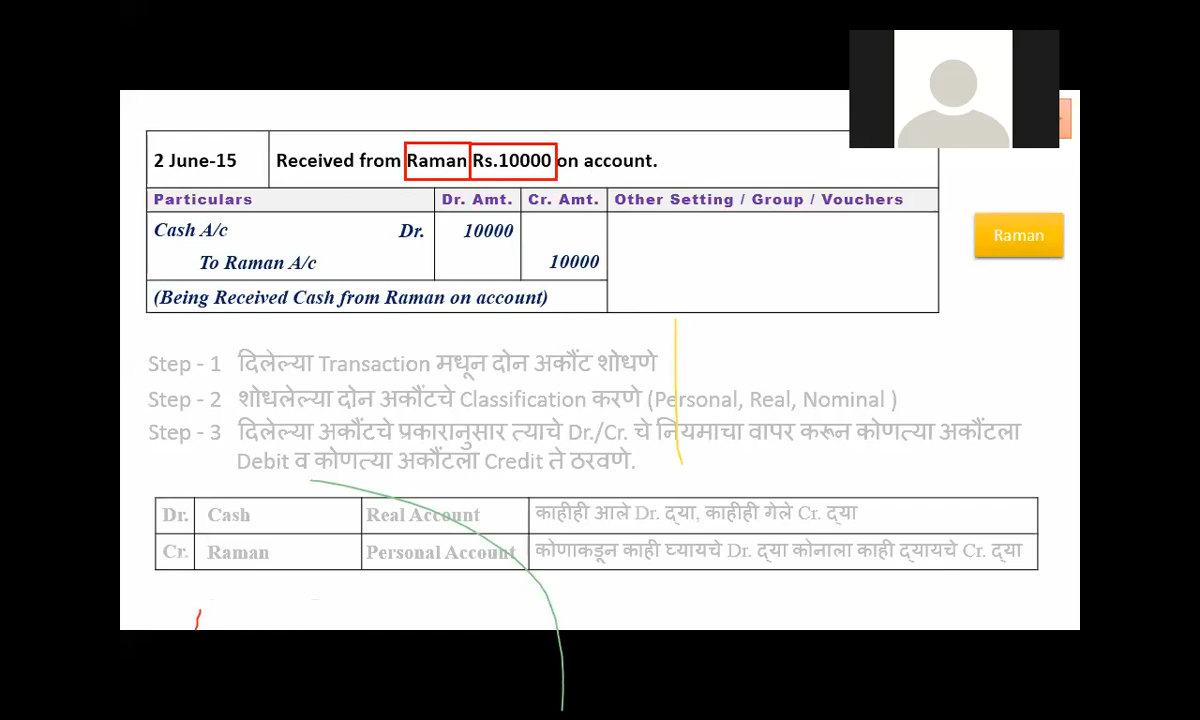 2 June-15 Received from Raman Rs.10000 on account.
Particulars Dr. Amt. Cr. Amt. Other Setting / Group / Vouchers
Cash A/c Dr. 10000
Raman
To Raman A/c 10000
(Being Received Cash from Raman on account)
Step - 1 दिलेल्या Transaction मधून दोन अकौंट शोधणे
Step - 2 शोधलेल्या दोन अकौंटचे Classification करणे (Personal, Real, Nominal )
Step - 3 दिलेल्या अकौंटचे प्रकारानुसार त्याचे Dr./Cr. चे नियमाचा वापर करून कोणत्या अकौंटला
Debit व कोणत्या अकौंटला Credit ते ठरवणे.
Dr. Cash Real Account काहीही आले Dr. द्या, काहीही गेले Cr. द्या
Cr. Raman Personal Account कोणाकडून काही घ्यायचे Dr. द्या कोनाला काही द्यायचे Cr. द्या